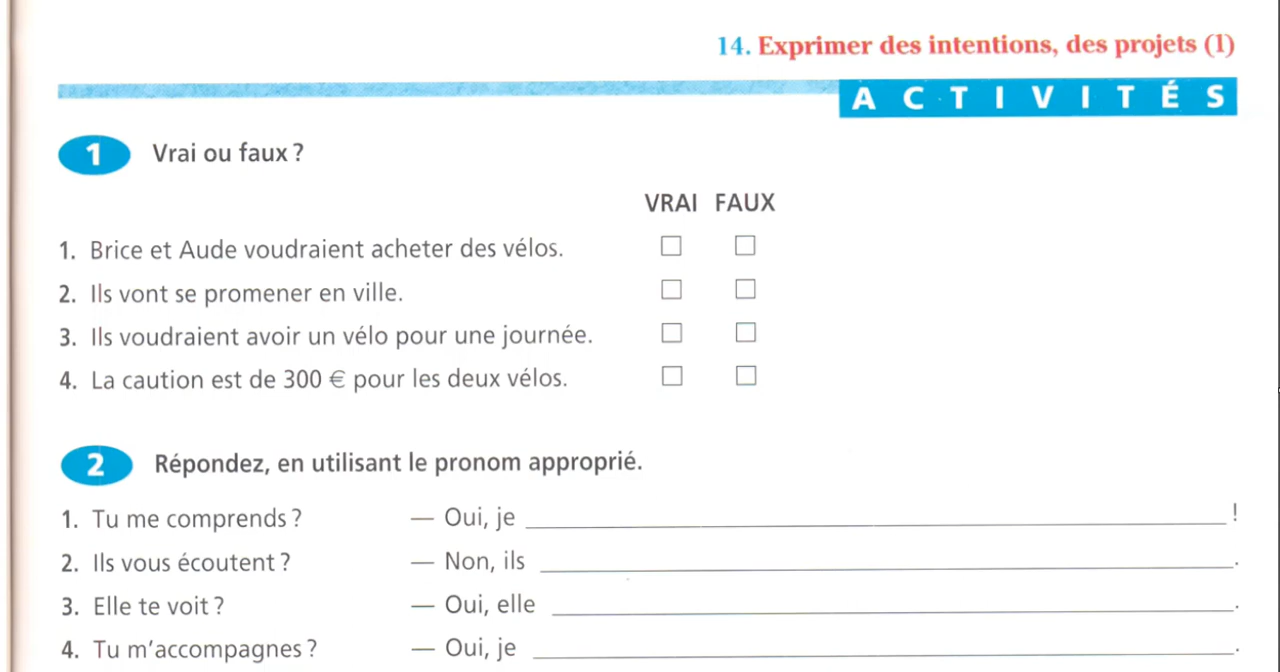 14. Exprimer des intentions, des projets (1)
ACTIVITÉS
1 Vrai ou faux ?
VRAI FAUX
1. Brice et Aude voudraient acheter des vélos. □ □
2. Ils vont se promener en ville. □ □
3. Ils voudraient avoir un vélo pour une journée. □ □
4. La caution est de 300 € pour les deux vélos. □ □
2 Répondez, en utilisant le pronom approprié.
1. Tu me comprends ? — Oui, je ____ !
2. Ils vous écoutent ? — Non, ils ____ .
3. Elle te voit ? — Oui, elle ____ .
4. Tu m'accompagnes ? — Oui, je ____ .